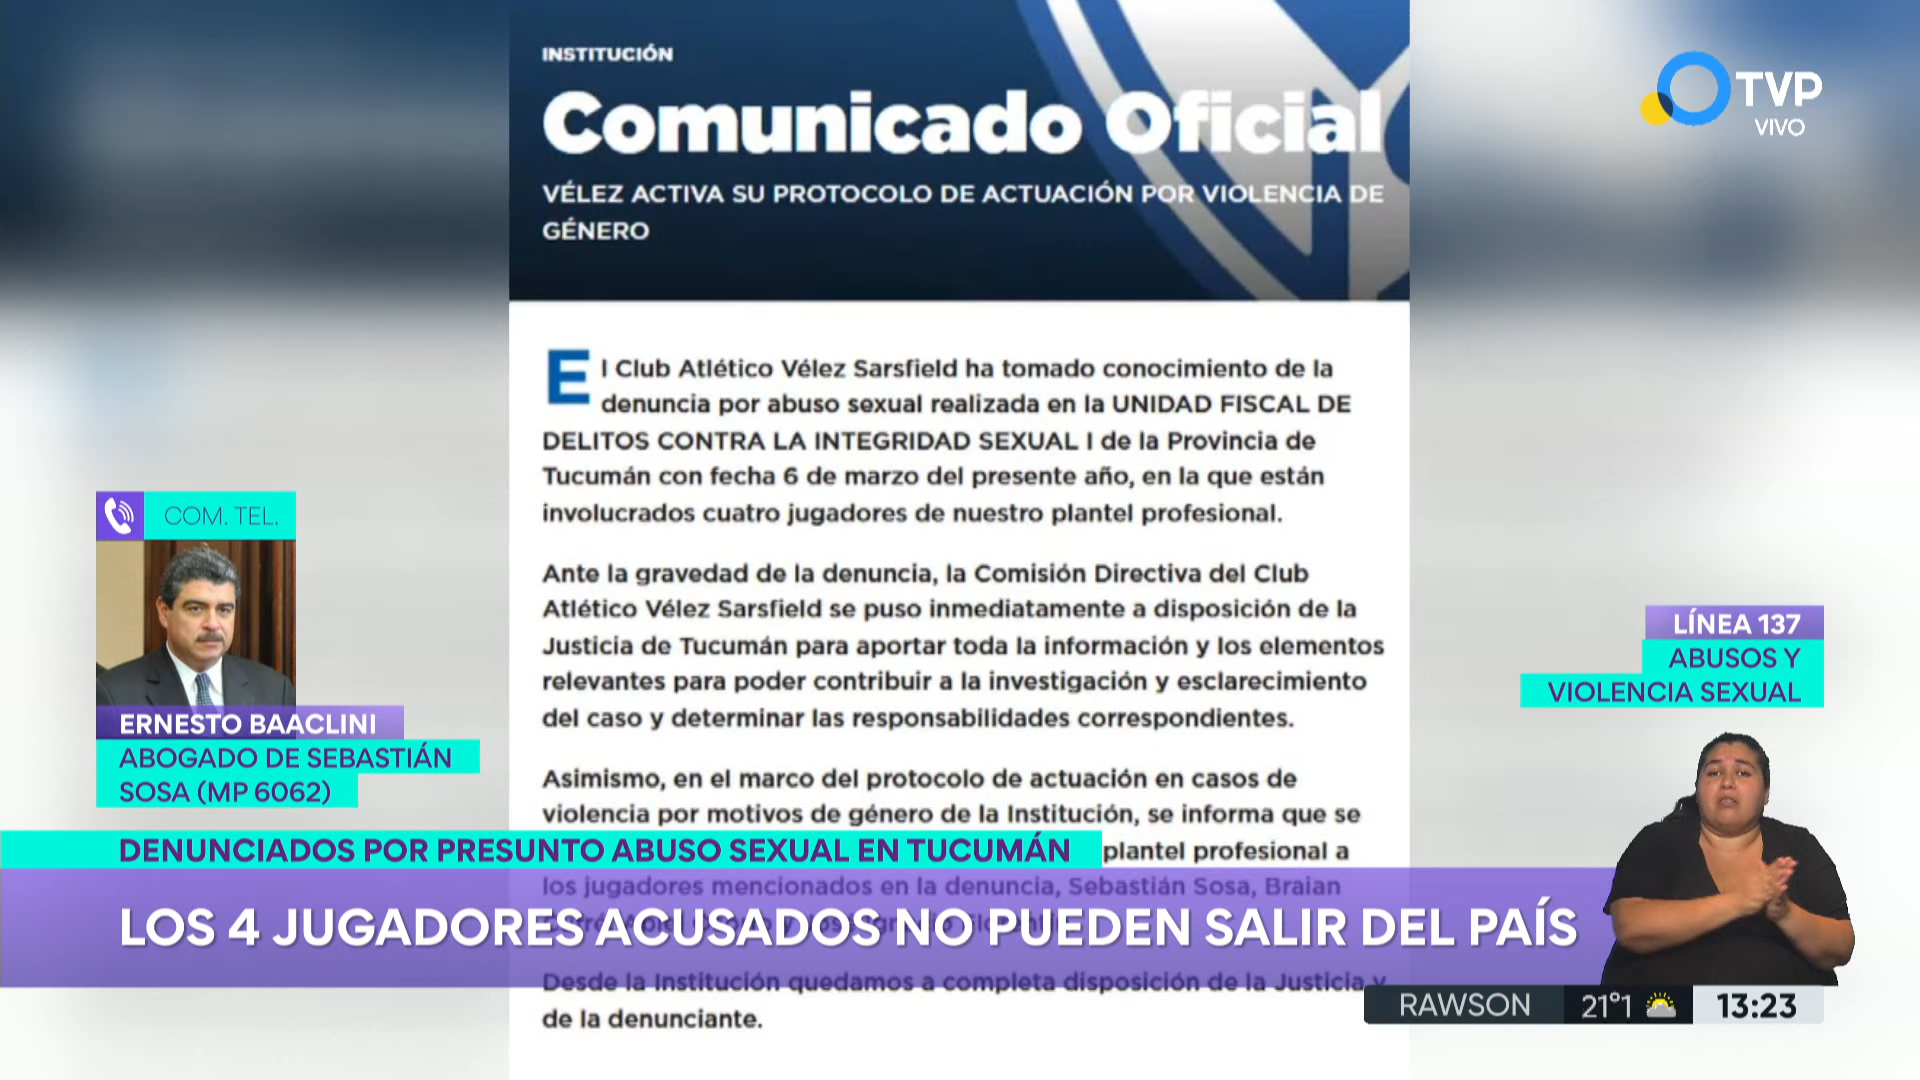 INSTITUCIÓN
Comunicado Oficial
VÉLEZ ACTIVA SU PROTOCOLO DE ACTUACIÓN POR VIOLENCIA DE
GÉNERO
El Club Atlético Vélez Sarsfield ha tomado conocimiento de la
denuncia por abuso sexual realizada en la UNIDAD FISCAL DE
DELITOS CONTRA LA INTEGRIDAD SEXUAL I de la Provincia de
Tucumán con fecha 6 de marzo del presente año, en la que están
involucrados cuatro jugadores de nuestro plantel profesional.
Ante la gravedad de la denuncia, la Comisión Directiva del Club
Atlético Vélez Sarsfield se puso inmediatamente a disposición de la
Justicia de Tucumán para aportar toda la información y los elementos
relevantes para poder contribuir a la investigación y esclarecimiento
del caso y determinar las responsabilidades correspondientes.
Asimismo, en el marco del protocolo de actuación en casos de
violencia por motivos de género de la Institución, se informa que se
plantel profesional a
los jugadores mencionados en la denuncia, Sebastián Sosa, Braian
Desde la Institución quedamos a completa disposición de la Justicia y
de la denunciante.
TVP
VIVO
COM. TEL.
ERNESTO BAACLINI
ABOGADO DE SEBASTIÁN
SOSA (MP 6062)
LÍNEA 137
ABUSOS Y
VIOLENCIA SEXUAL
DENUNCIADOS POR PRESUNTO ABUSO SEXUAL EN TUCUMÁN
LOS 4 JUGADORES ACUSADOS NO PUEDEN SALIR DEL PAÍS
RAWSON 21°1 13:23